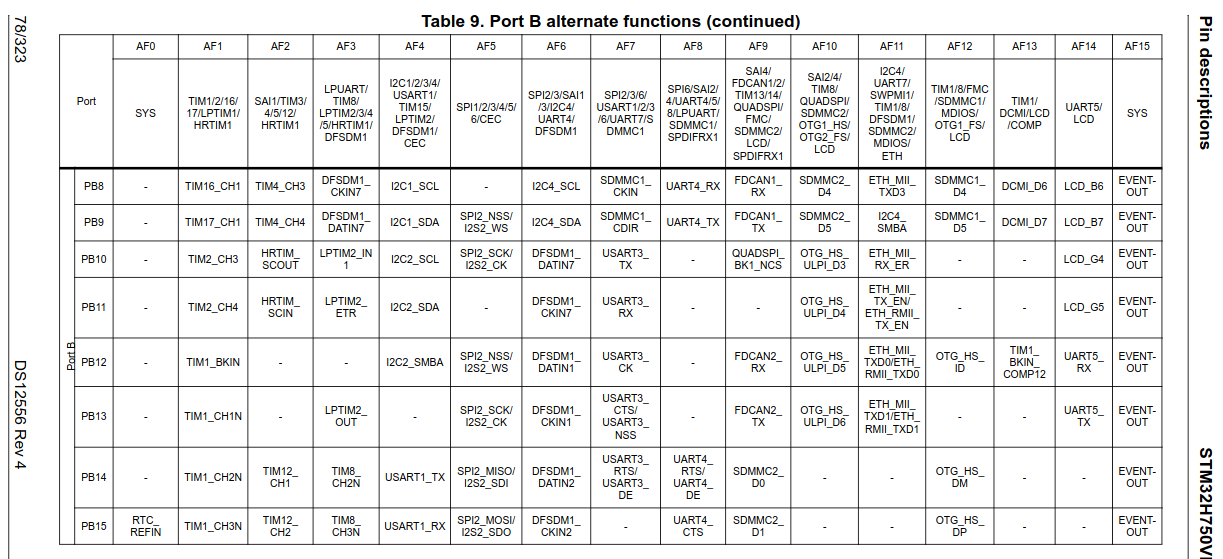 Table 9. Port B alternate functions (continued)
78/323
Pin descriptions
Port AF0 AF1 AF2 AF3 AF4 AF5 AF6 AF7 AF8 AF9 AF10 AF11 AF12 AF13 AF14 AF15
SYS
TIM1/2/16/
17/LPTIM1/
HRTIM1
SAI1/TIM3/
4/5/12/
HRTIM1
LPUART/
TIM8/
LPTIM2/3/4
/5/HRTIM1/
DFSDM1
I2C1/2/3/4/
USART1/
TIM15/
LPTIM2/
DFSDM1/
CEC
SPI1/2/3/4/5/
6/CEC
SPI2/3/SAI1
/3/I2C4/
UART4/
DFSDM1
SPI2/3/6/
USART1/2/3
/6/UART7/S
DMMC1
SPI6/SAI2/
4/UART4/5/
8/LPUART/
SDMMC1/
SPDIFRX1
SAI4/
FDCAN1/2/
TIM13/14/
QUADSPI/
FMC/
SDMMC2/
LCD/
SPDIFRX1
SAI2/4/
TIM8/
QUADSPI/
SDMMC2/
OTG1_HS/
OTG2_FS/
LCD
I2C4/
UART7/
SWPMI1/
TIM1/8/
DFSDM1/
SDMMC2/
MDIOS/
ETH
TIM1/8/FMC
/SDMMC1/
MDIOS/
OTG1_FS/
LCD
TIM1/
DCMI/LCD
/COMP
UART5/
LCD
SYS
Port B
PB8 - TIM16_CH1 TIM4_CH3 DFSDM1_CKIN7 I2C1_SCL - I2C4_SCL SDMMC1_CKIN UART4_RX FDCAN1_RX SDMMC2_D4 ETH_MII_TXD3 SDMMC1_D4 DCMI_D6 LCD_B6 EVENT-OUT
PB9 - TIM17_CH1 TIM4_CH4 DFSDM1_DATIN7 I2C1_SDA SPI2_NSS/I2S2_WS I2C4_SDA SDMMC1_CDIR UART4_TX FDCAN1_TX SDMMC2_D5 I2C4_SMBA SDMMC1_D5 DCMI_D7 LCD_B7 EVENT-OUT
PB10 - TIM2_CH3 HRTIM_SCOUT LPTIM2_IN1 I2C2_SCL SPI2_SCK/I2S2_CK DFSDM1_DATIN7 USART3_TX - QUADSPI_BK1_NCS OTG_HS_ULPI_D3 ETH_MII_RX_ER - - LCD_G4 EVENT-OUT
PB11 - TIM2_CH4 HRTIM_SCIN LPTIM2_ETR I2C2_SDA - DFSDM1_CKIN7 USART3_RX - - OTG_HS_ULPI_D4 ETH_MII_TX_EN/ETH_RMII_TX_EN - - LCD_G5 EVENT-OUT
PB12 - TIM1_BKIN - - I2C2_SMBA SPI2_NSS/I2S2_WS DFSDM1_DATIN1 USART3_CK - FDCAN2_RX OTG_HS_ULPI_D5 ETH_MII_TXD0/ETH_RMII_TXD0 OTG_HS_ID TIM1_BKIN_COMP12 UART5_RX EVENT-OUT
PB13 - TIM1_CH1N - LPTIM2_OUT - SPI2_SCK/I2S2_CK DFSDM1_CKIN1 USART3_CTS/USART3_NSS - FDCAN2_TX OTG_HS_ULPI_D6 ETH_MII_TXD1/ETH_RMII_TXD1 - - UART5_TX EVENT-OUT
PB14 - TIM1_CH2N TIM12_CH1 TIM8_CH2N USART1_TX SPI2_MISO/I2S2_SDI DFSDM1_DATIN2 USART3_RTS/USART3_DE UART4_RTS/UART4_DE SDMMC2_D0 - - OTG_HS_DM - - EVENT-OUT
PB15 RTC_REFIN TIM1_CH3N TIM12_CH2 TIM8_CH3N USART1_RX SPI2_MOSI/I2S2_SDO DFSDM1_CKIN2 - UART4_CTS SDMMC2_D1 - - OTG_HS_DP - - EVENT-OUT
DS12556 Rev 4